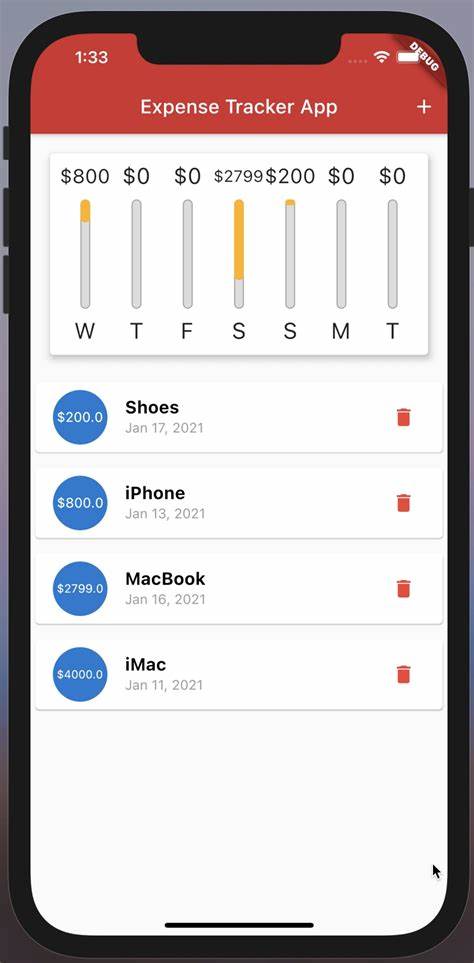 1:33
DEBUG
Expense Tracker App
+
$800 $0 $0 $2799 $200 $0 $0
W T F S S M T
$200.0
Shoes
Jan 17, 2021
$800.0
iPhone
Jan 13, 2021
$2799.0
MacBook
Jan 16, 2021
$4000.0
iMac
Jan 11, 2021